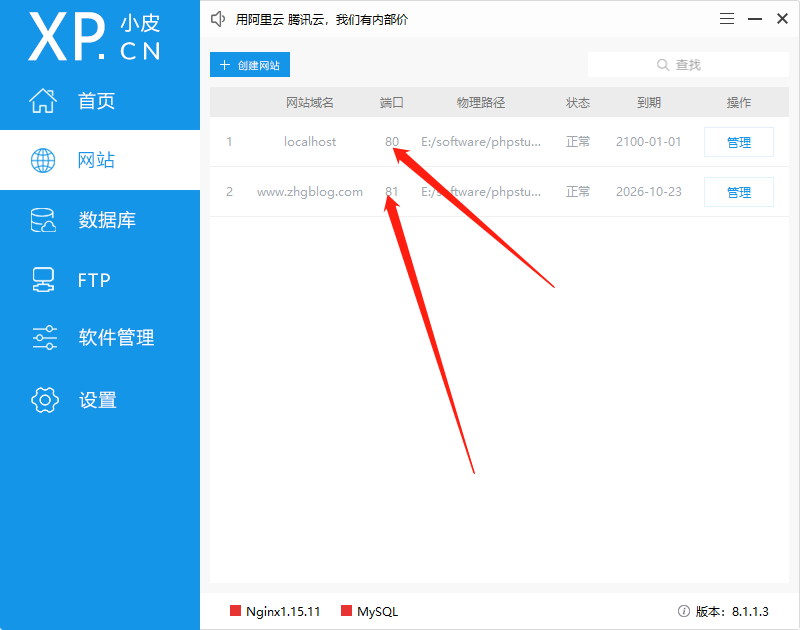 XP.CN 小皮
用阿里云 腾讯云，我们有内部价
首页
网站
数据库
FTP
软件管理
设置
创建网站
查找
网站域名 端口 物理路径 状态 到期 操作
1 localhost 80 E:/software/phpstu... 正常 2100-01-01 管理
2 www.zhgblog.com 81 E:/software/phpstu... 正常 2026-10-23 管理
Nginx1.15.11 MySQL 版本：8.1.1.3